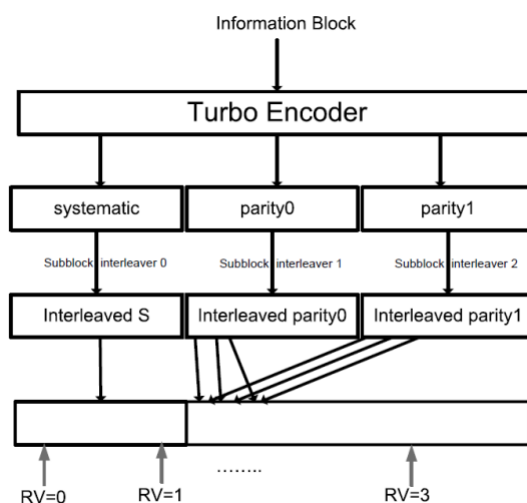 Information Block
Turbo Encoder
systematic parity0 parity1
Subblock interleaver 0 Subblock interleaver 1 Subblock interleaver 2
Interleaved S Interleaved parity0 Interleaved parity1
........
RV=0 RV=1 RV=3